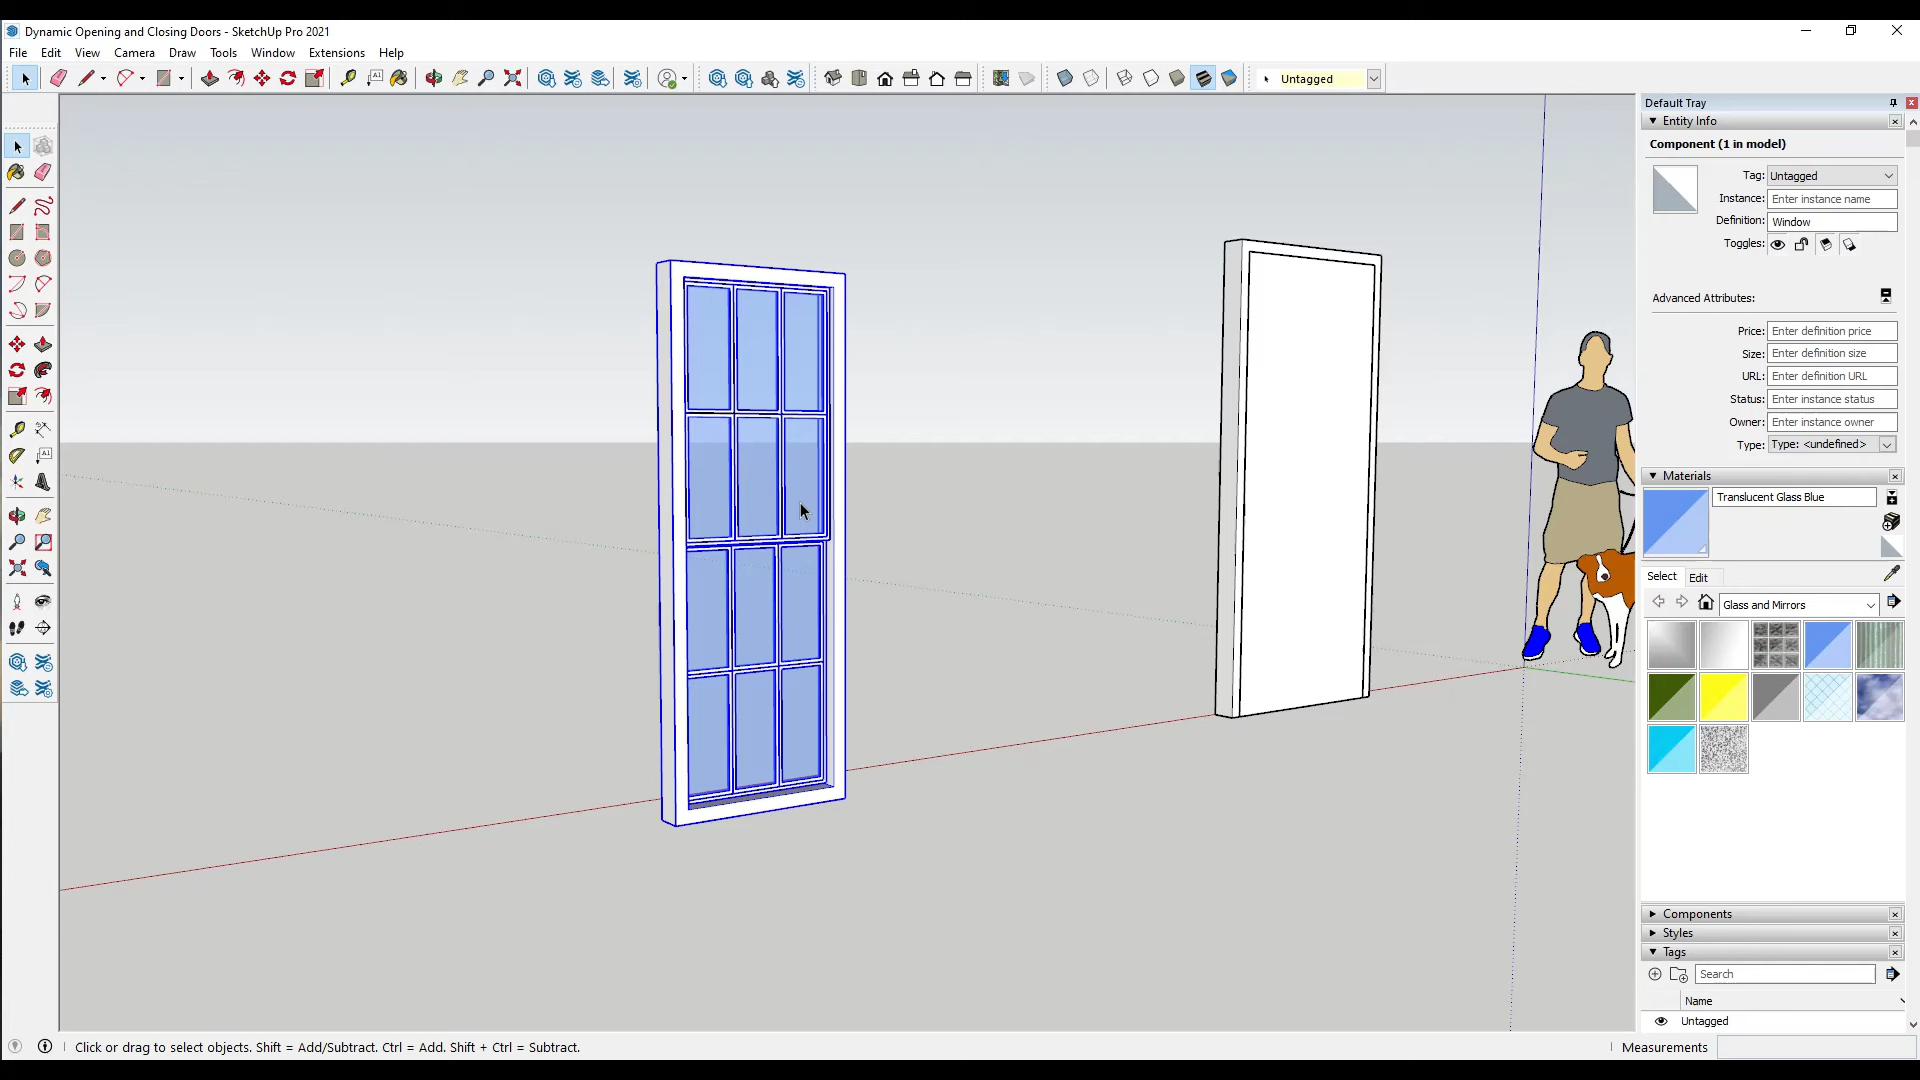 Dynamic Opening and Closing Doors - SketchUp Pro 2021
File Edit View Camera Draw Tools Window Extensions Help
A1
Untagged
Default Tray
Entity Info
Component (1 in model)
Tag: Untagged
Instance: Enter instance name
Definition: Window
Toggles:
Advanced Attributes:
Price: Enter definition price
Size: Enter definition size
URL: Enter definition URL
Status: Enter instance status
Owner: Enter instance owner
Type: Type: <undefined>
Materials
Translucent Glass Blue
Select Edit
Glass and Mirrors
A1
Components
Styles
Tags
Search
Name
Untagged
Click or drag to select objects. Shift = Add/Subtract. Ctrl = Add. Shift + Ctrl = Subtract.
Measurements